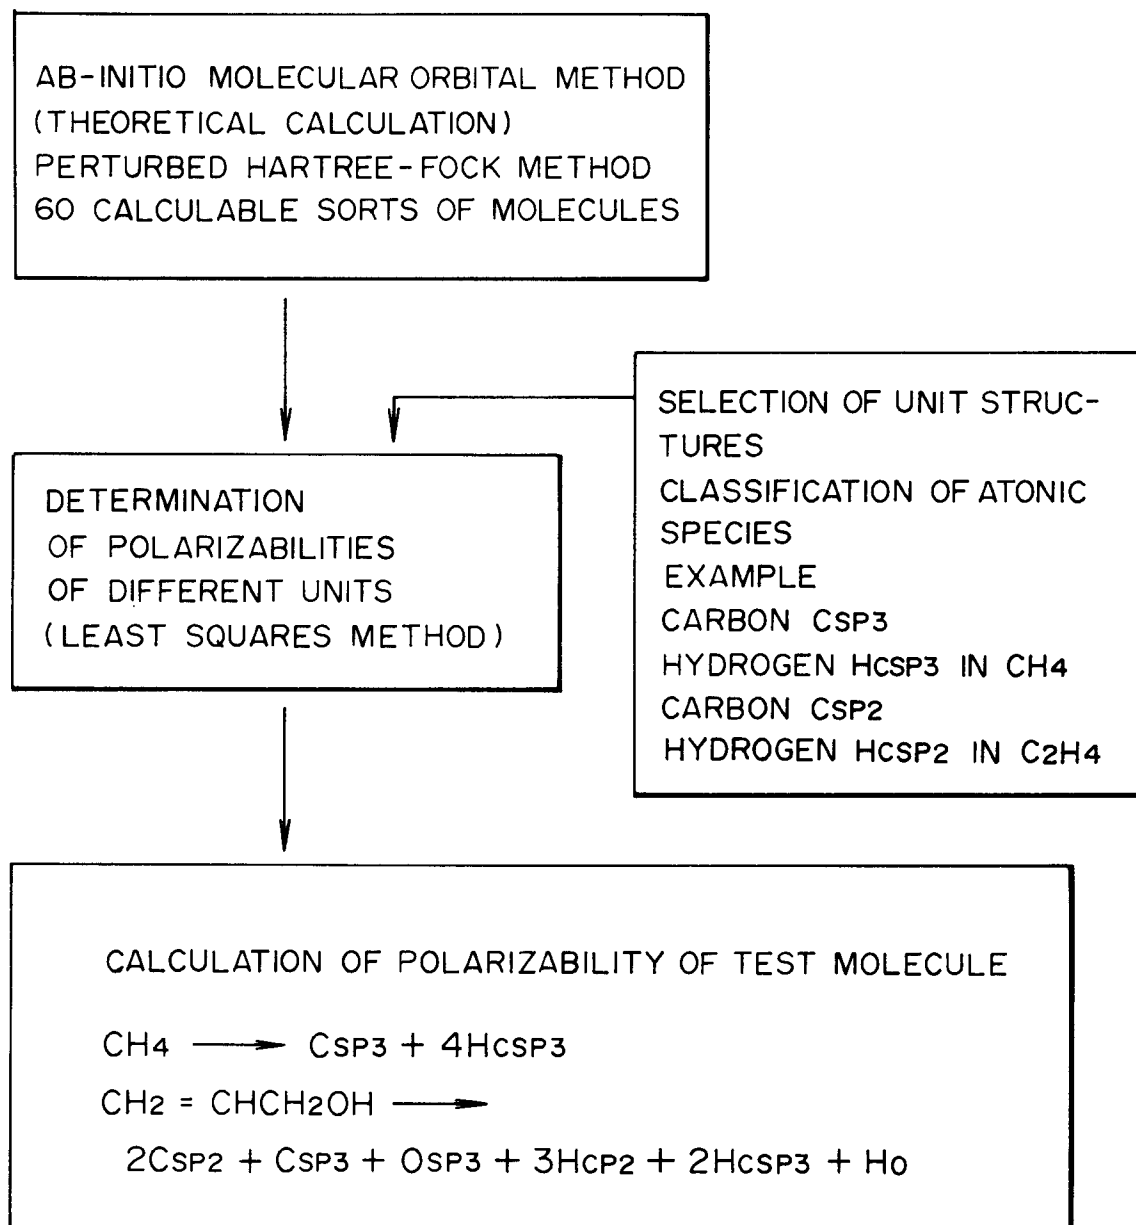 AB-INITIO MOLECULAR ORBITAL METHOD
(THEORETICAL CALCULATION)
PERTURBED HARTREE-FOCK METHOD
60 CALCULABLE SORTS OF MOLECULES
SELECTION OF UNIT STRUC-
TURES
CLASSIFICATION OF ATONIC
SPECIES
EXAMPLE
CARBON CSP3
HYDROGEN HCSP3 IN CH4
CARBON CSP2
HYDROGEN HCSP2 IN C2H4
DETERMINATION
OF POLARIZABILITIES
OF DIFFERENT UNITS
(LEAST SQUARES METHOD)
CALCULATION OF POLARIZABILITY OF TEST MOLECULE
CH4 ⟶ CSP3 + 4HCSP3
CH2 = CHCH2OH ⟶
2CSP2 + CSP3 + OSP3 + 3HCP2 + 2HCSP3 + HO